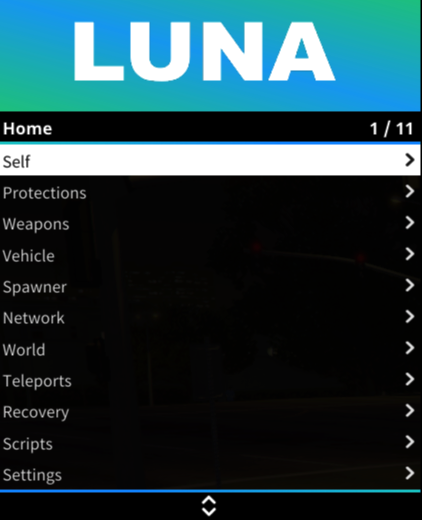 LUNA
Home 1 / 11
Self
Protections
Weapons
Vehicle
Spawner
Network
World
Teleports
Recovery
Scripts
Settings